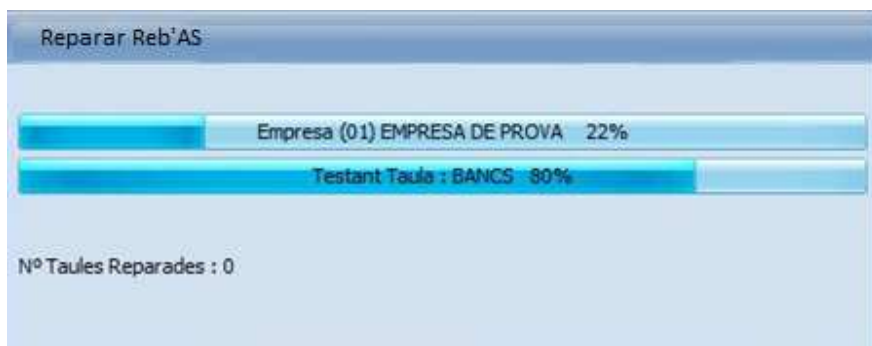 Reparar Reb'AS
Empresa (01) EMPRESA DE PROVA 22%
Testant Taula : BANCS 80%
Nº Taules Reparades : 0